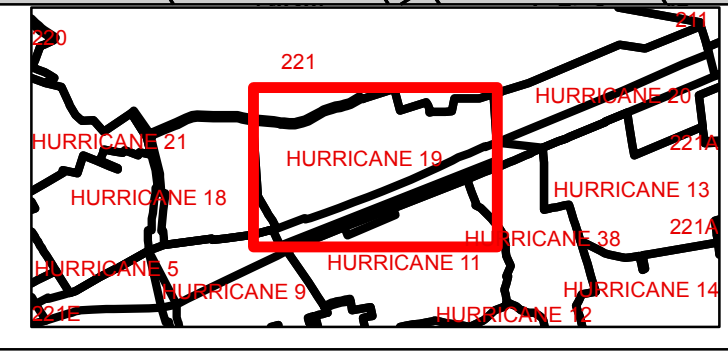 211
220
221
HURRICANE 20
HURRICANE 21
221A
HURRICANE 19
HURRICANE 18
HURRICANE 13
221A
HURRICANE 38
HURRICANE 11
HURRICANE 5
HURRICANE 9
HURRICANE 14
221E
HURRICANE 12